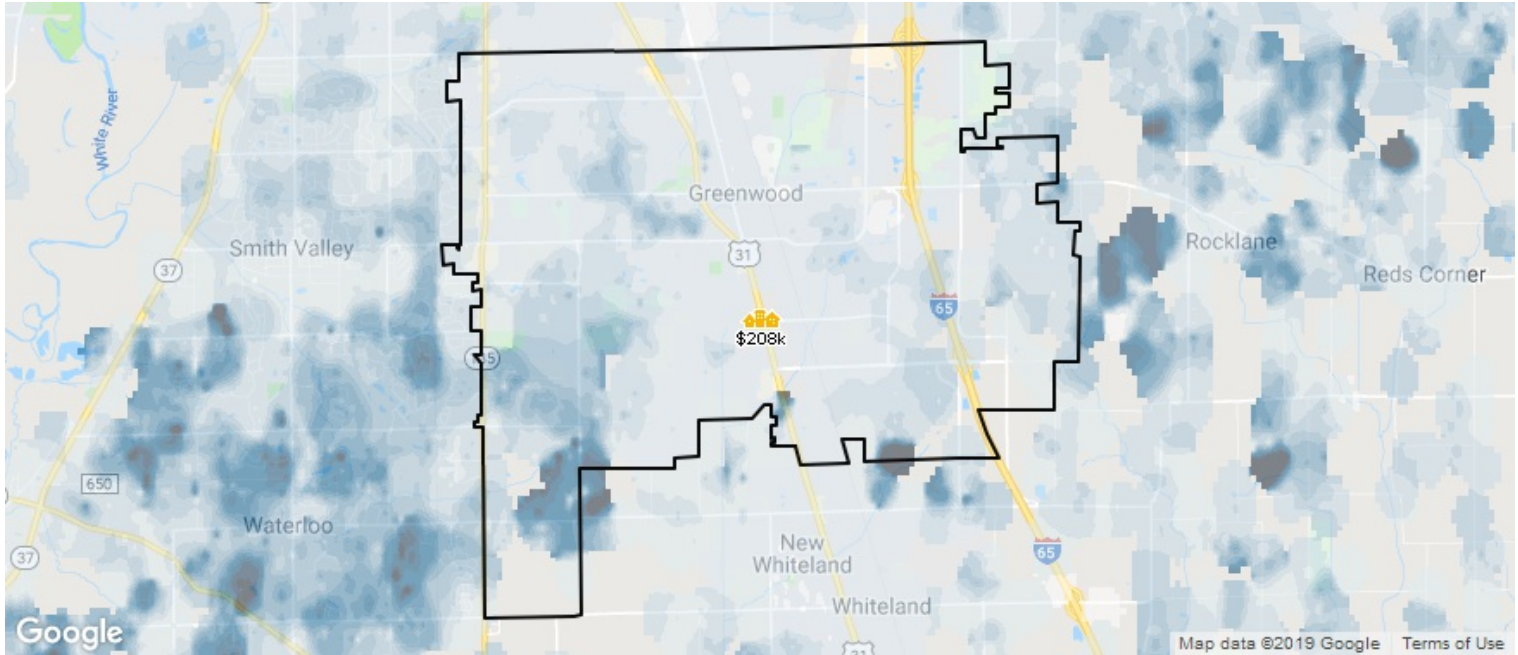 White River
Greenwood
Smith Valley
Rocklane
31
37
Reds Corner
65
$208k
135
650
Waterloo
37
New
Whiteland
65
Whiteland
31
Google
Map data ©2019 Google
Terms of Use